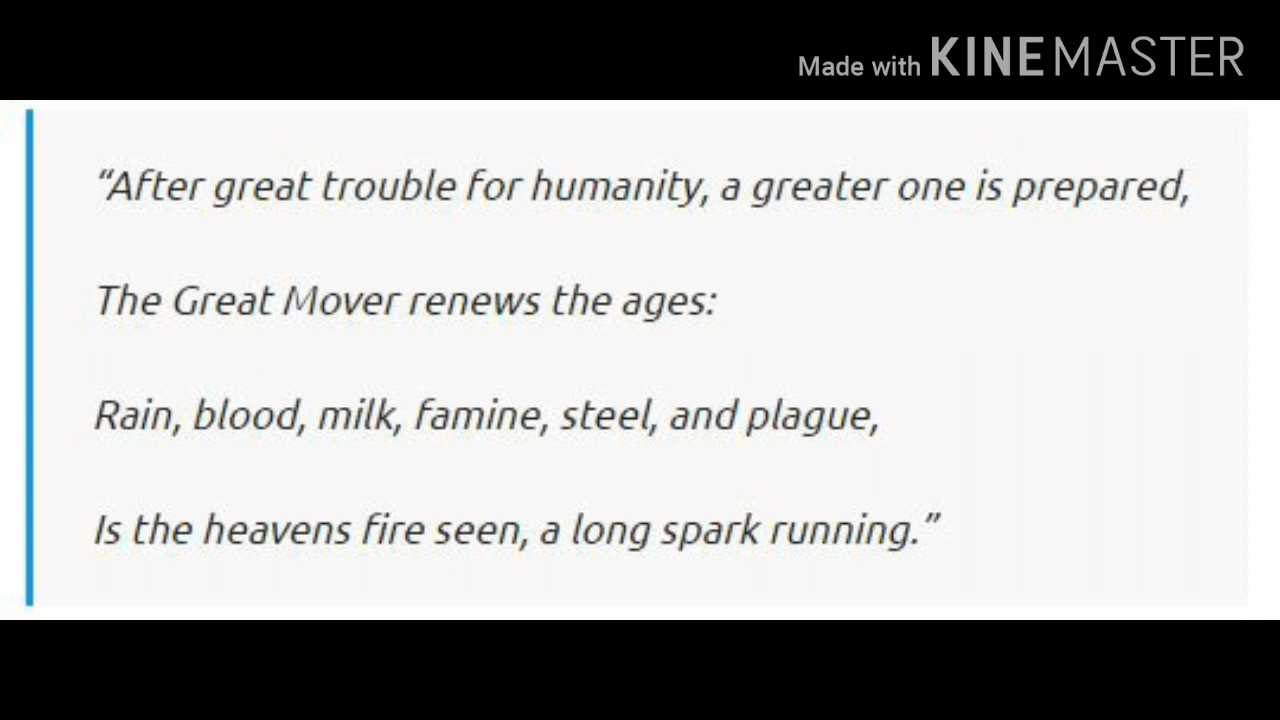 Made with KINEMASTER
“After great trouble for humanity, a greater one is prepared,
The Great Mover renews the ages:
Rain, blood, milk, famine, steel, and plague,
Is the heavens fire seen, a long spark running.”